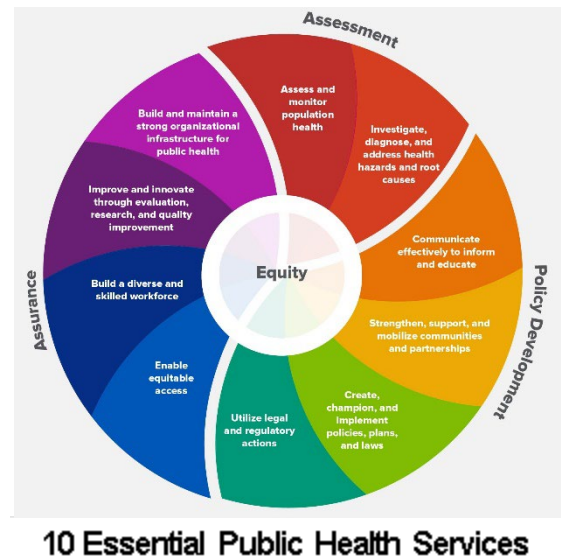 Assessment
Assess and
monitor
population
health
Investigate,
diagnose, and
address health
hazards and root
causes
Policy Development
Communicate
effectively to inform
and educate
Strengthen, support, and
mobilize communities
and partnerships
Create,
champion, and
implement
policies, plans,
and laws
Utilize legal
and regulatory
actions
Assurance
Enable
equitable
access
Build a diverse and
skilled workforce
Improve and innovate
through evaluation,
research, and quality
improvement
Build and maintain a
strong organizational
infrastructure for
public health
Equity
10 Essential Public Health Services